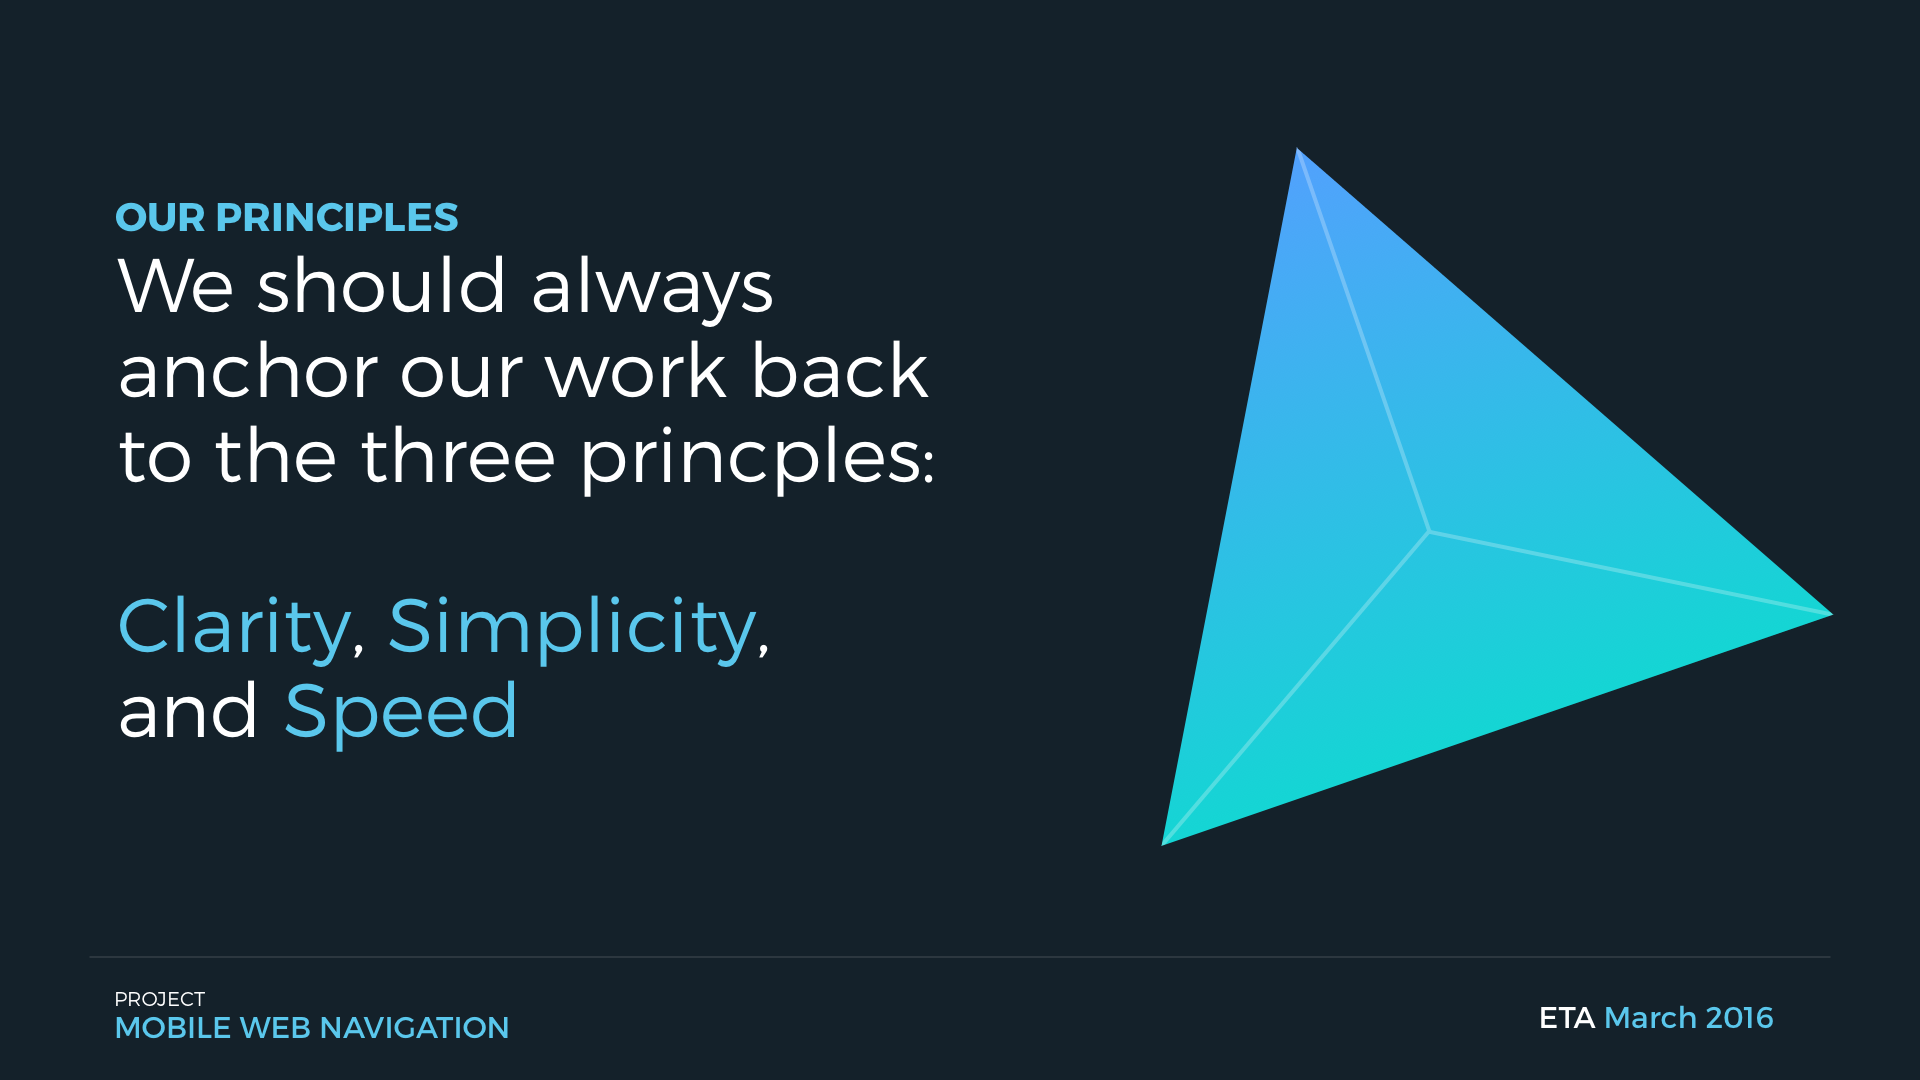 OUR PRINCIPLES
We should always
anchor our work back
to the three princples:
Clarity, Simplicity,
and Speed
PROJECT
MOBILE WEB NAVIGATION
ETA March 2016